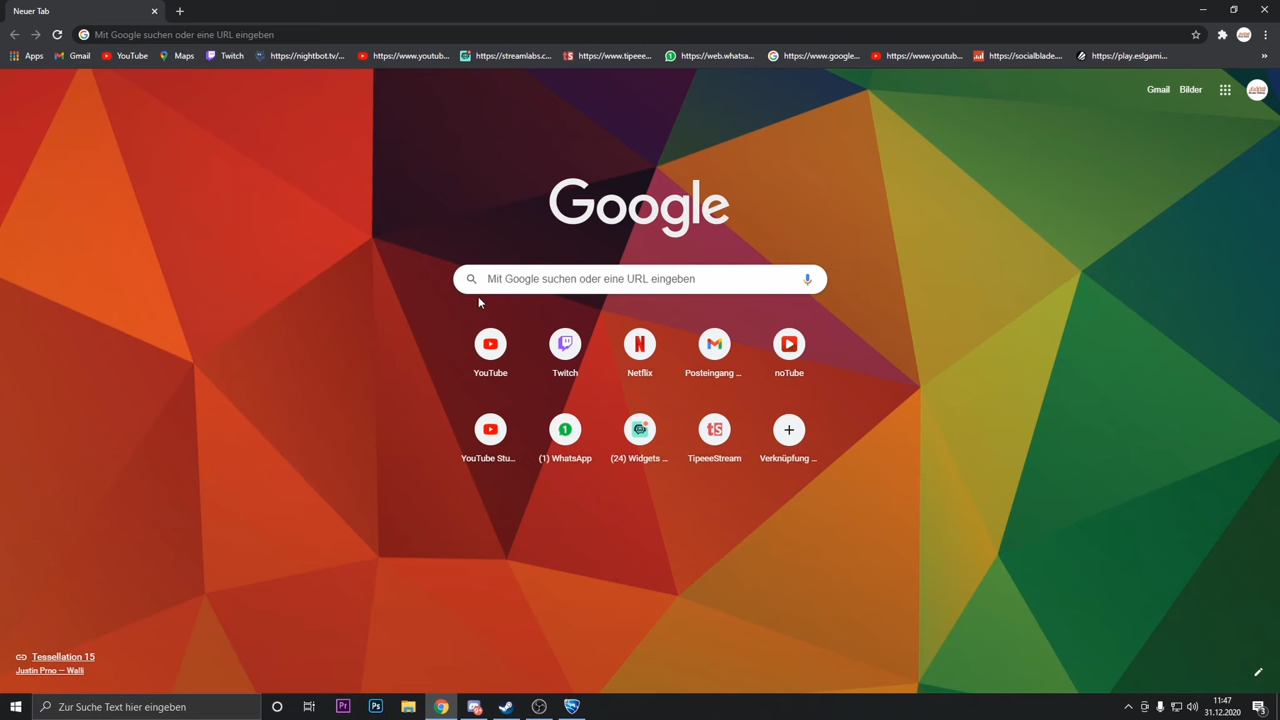 Neuer Tab
Mit Google suchen oder eine URL eingeben
Apps Gmail YouTube Maps Twitch https://nightbot.tv/... https://www.youtub... https://streamlabs.c... https://www.tipeee... https://web.whatsa... https://www.google... https://www.youtub... https://socialblade.... https://play.eslgami... »
Gmail Bilder
Google
Mit Google suchen oder eine URL eingeben
YouTube Twitch Netflix Posteingang ... noTube
YouTube Stu... (1) WhatsApp (24) Widgets ... TipeeeStream Verknüpfung ...
Tessellation 15
Justin Prno — Walli
Zur Suche Text hier eingeben
11:47
31.12.2020